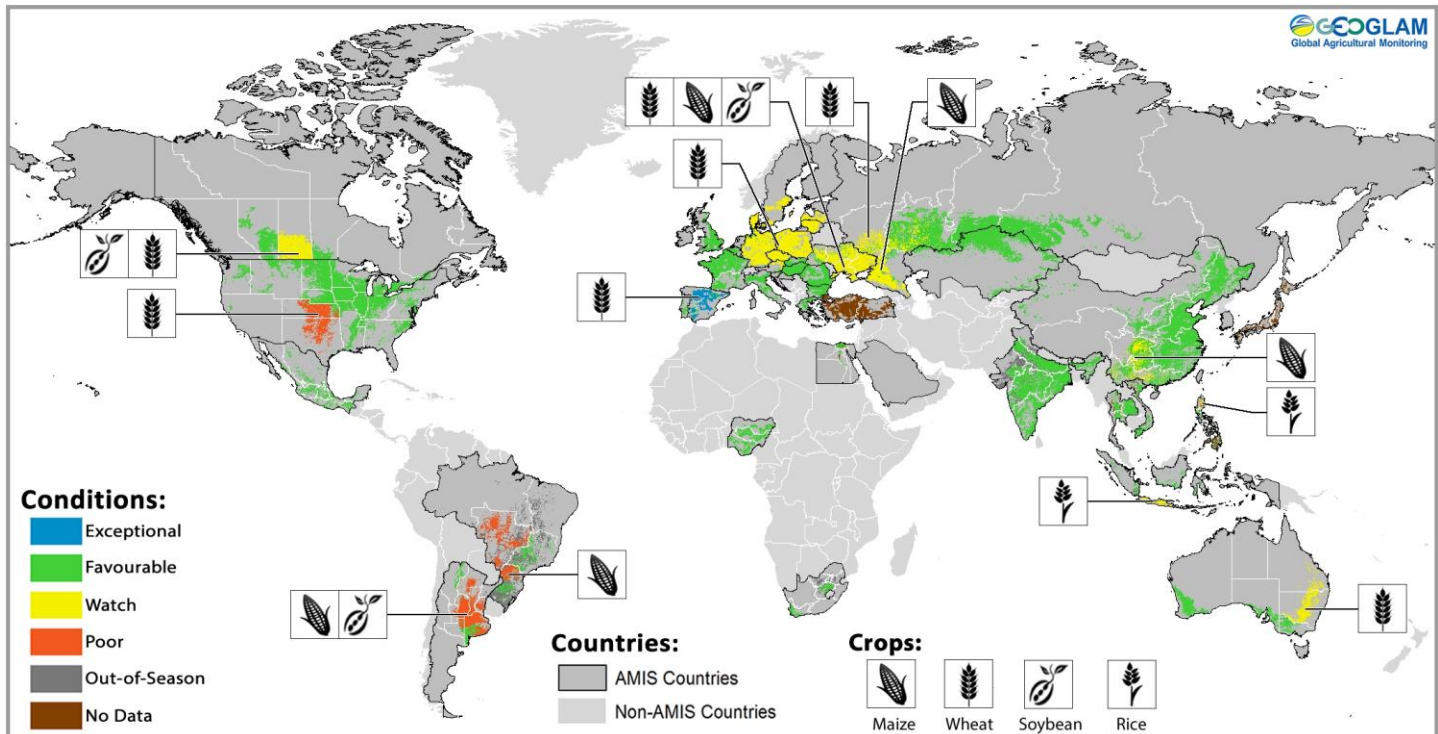 GEOGLAM
Global Agricultural Monitoring
Conditions:
Exceptional
Favourable
Watch
Poor
Out-of-Season
No Data
Countries:
AMIS Countries
Non-AMIS Countries
Crops:
Maize
Wheat
Soybean
Rice